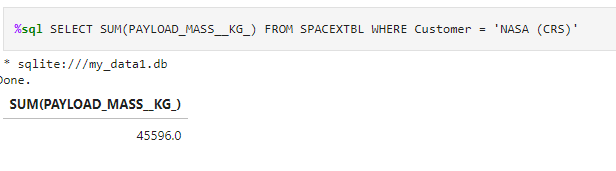 %sql SELECT SUM(PAYLOAD_MASS__KG_) FROM SPACEXTBL WHERE Customer = 'NASA (CRS)'
* sqlite:///my_data1.db
Done.
SUM(PAYLOAD_MASS__KG_)
45596.0